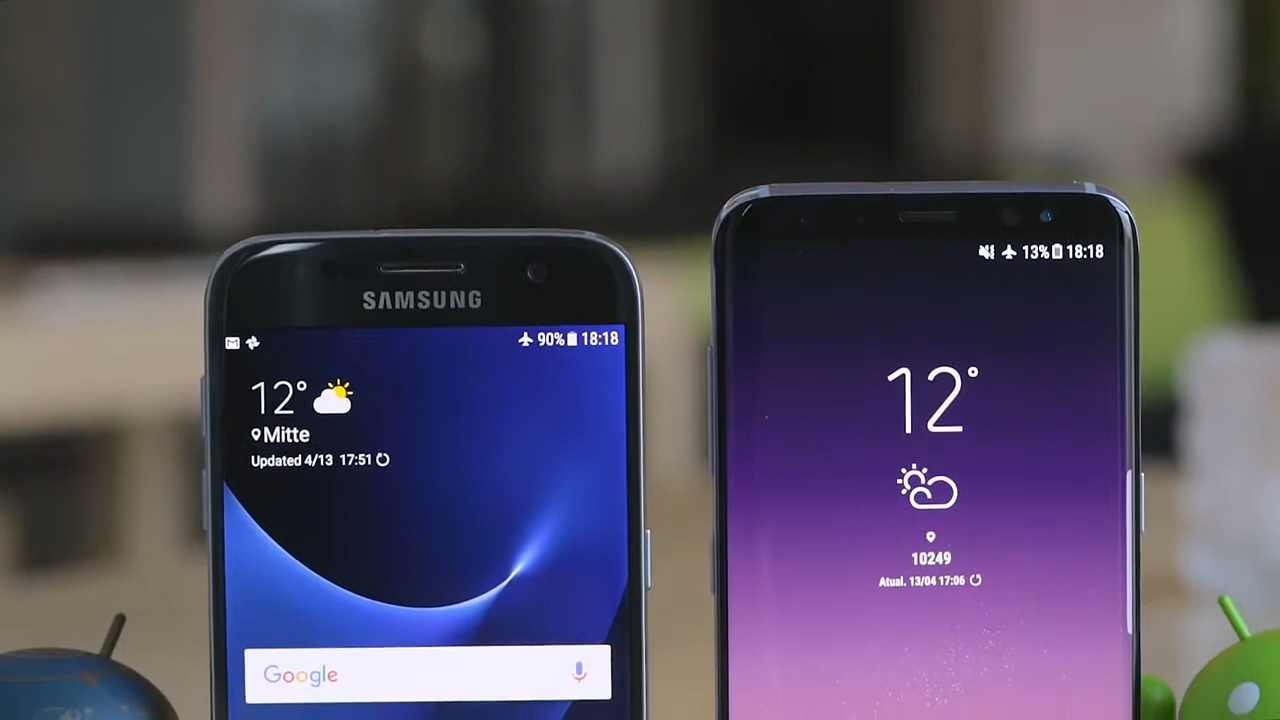 SAMSUNG
90% 18:18
12°
Mitte
Updated 4/13 17:51
Google
13% 18:18
12°
10249
Atual. 13/04 17:06